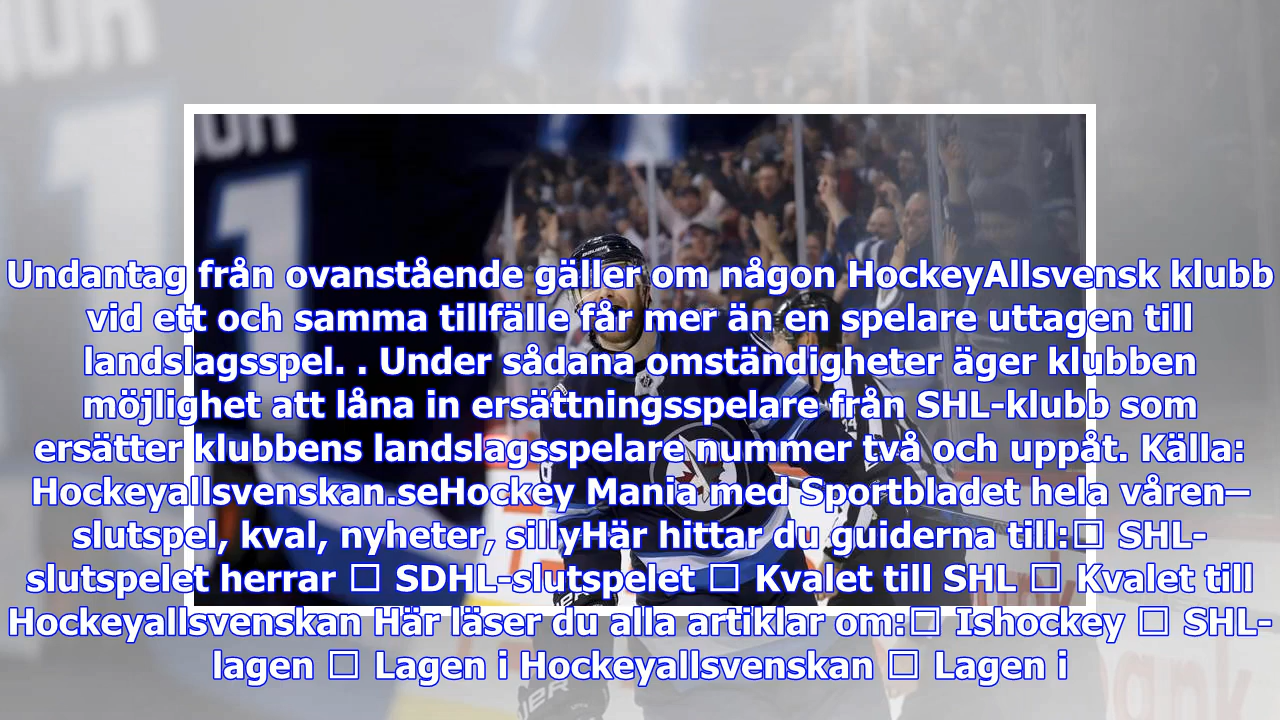 Undantag från ovanstående gäller om någon HockeyAllsvensk klubb
vid ett och samma tillfälle får mer än en spelare uttagen till
landslagsspel. . Under sådana omständigheter äger klubben
möjlighet att låna in ersättningsspelare från SHL-klubb som
ersätter klubbens landslagsspelare nummer två och uppåt. Källa:
Hockeyallsvenskan.seHockey Mania med Sportbladet hela våren–
slutspel, kval, nyheter, sillyHär hittar du guiderna till:□ SHL-
slutspelet herrar □ SDHL-slutspelet □ Kvalet till SHL □ Kvalet till
Hockeyallsvenskan Här läser du alla artiklar om:□ Ishockey □ SHL-
lagen □ Lagen i Hockeyallsvenskan □ Lagen i